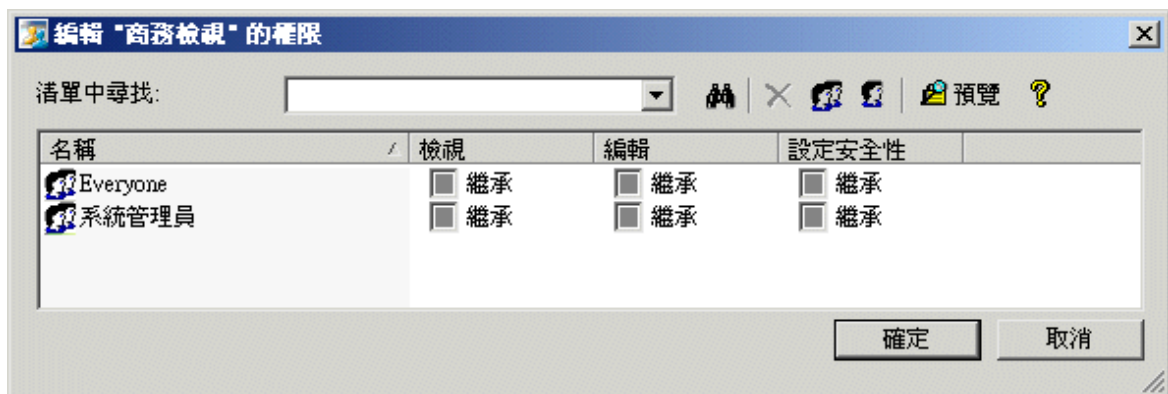 編輯 "商務檢視" 的權限
清單中尋找:
預覽
名稱 檢視 編輯 設定安全性
Everyone 繼承 繼承 繼承
系統管理員 繼承 繼承 繼承
確定 取消